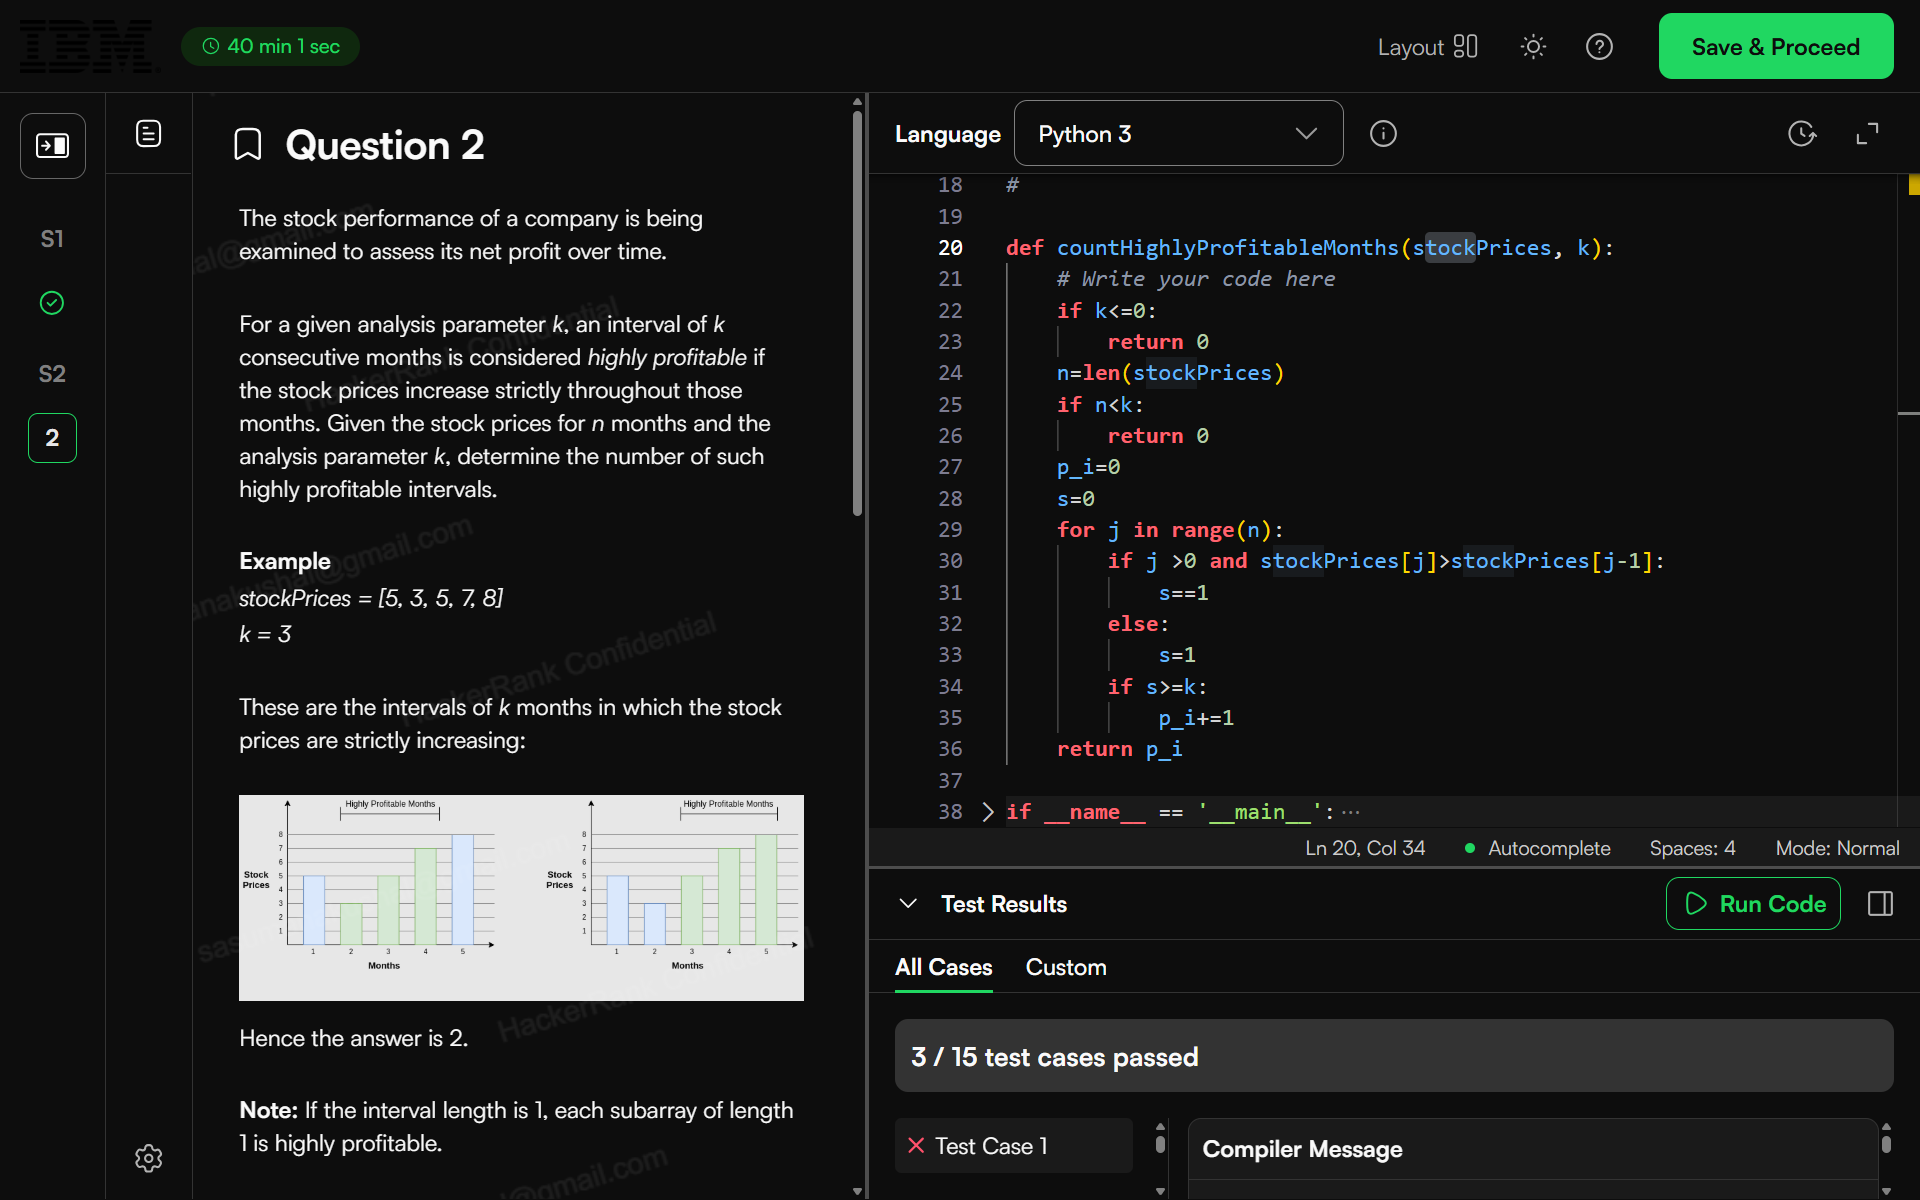 IBM
40 min 1 sec
Layout
Save & Proceed
S1
S2
2
Question 2
The stock performance of a company is being
examined to assess its net profit over time.
For a given analysis parameter k, an interval of k
consecutive months is considered highly profitable if
the stock prices increase strictly throughout those
months. Given the stock prices for n months and the
analysis parameter k, determine the number of such
highly profitable intervals.
Example
stockPrices = [5, 3, 5, 7, 8]
k = 3
These are the intervals of k months in which the stock
prices are strictly increasing:
Highly Profitable Months
8
7
6
5
4
3
2
1
Stock
Prices
1 2 3 4 5
Months
Highly Profitable Months
8
7
6
5
4
3
2
1
Stock
Prices
1 2 3 4 5
Months
Hence the answer is 2.
Note: If the interval length is 1, each subarray of length
1 is highly profitable.
HackerRank Confidential
HackerRank Confidential
@gmail.com
Language
Python 3
18 #
19
20 def countHighlyProfitableMonths(stockPrices, k):
21 # Write your code here
22 if k<=0:
23 return 0
24 n=len(stockPrices)
25 if n<k:
26 return 0
27 p_i=0
28 s=0
29 for j in range(n):
30 if j >0 and stockPrices[j]>stockPrices[j-1]:
31 s==1
32 else:
33 s=1
34 if s>=k:
35 p_i+=1
36 return p_i
37
38 if __name__ == '__main__': ...
Ln 20, Col 34
Autocomplete
Spaces: 4
Mode: Normal
Test Results
Run Code
All Cases
Custom
3 / 15 test cases passed
Test Case 1
Compiler Message